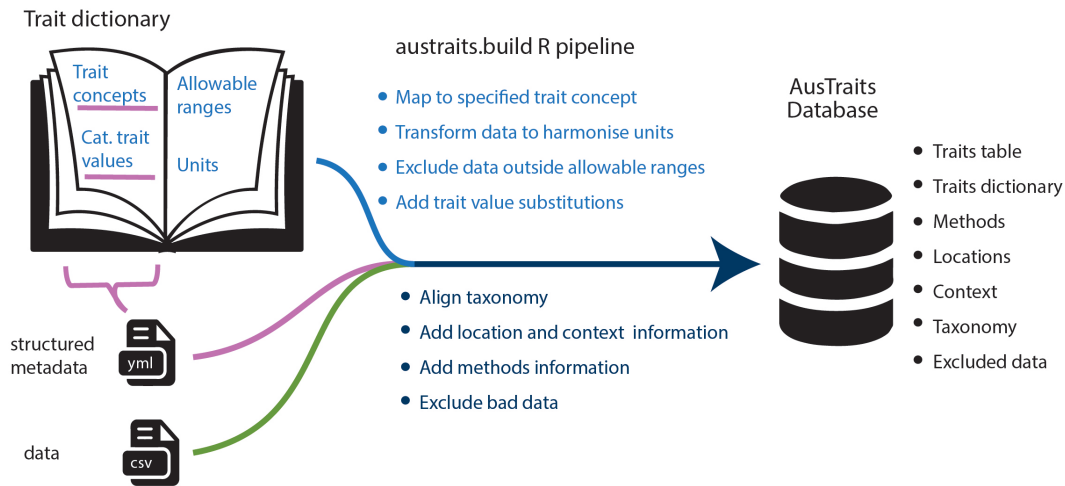 Trait dictionary
Trait
concepts
Cat. trait
values
Allowable
ranges
Units
structured
metadata
yml
data
csv
austraits.build R pipeline
• Map to specified trait concept
• Transform data to harmonise units
• Exclude data outside allowable ranges
• Add trait value substitutions
• Align taxonomy
• Add location and context information
• Add methods information
• Exclude bad data
AusTraits
Database
• Traits table
• Traits dictionary
• Methods
• Locations
• Context
• Taxonomy
• Excluded data